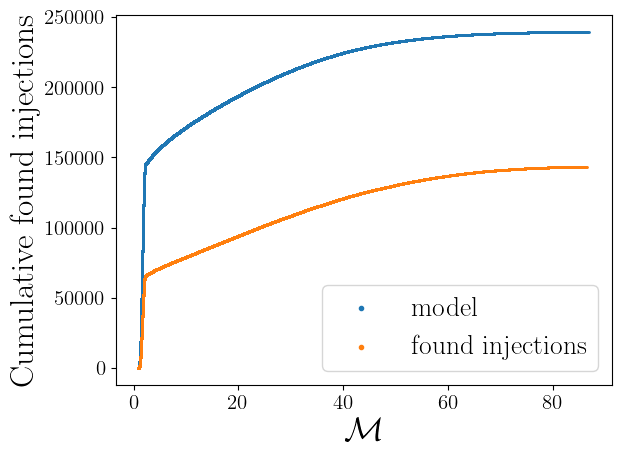 Cumulative found injections
250000
200000
150000
100000
50000
0
model
found injections
0 20 40 60 80
ℳ